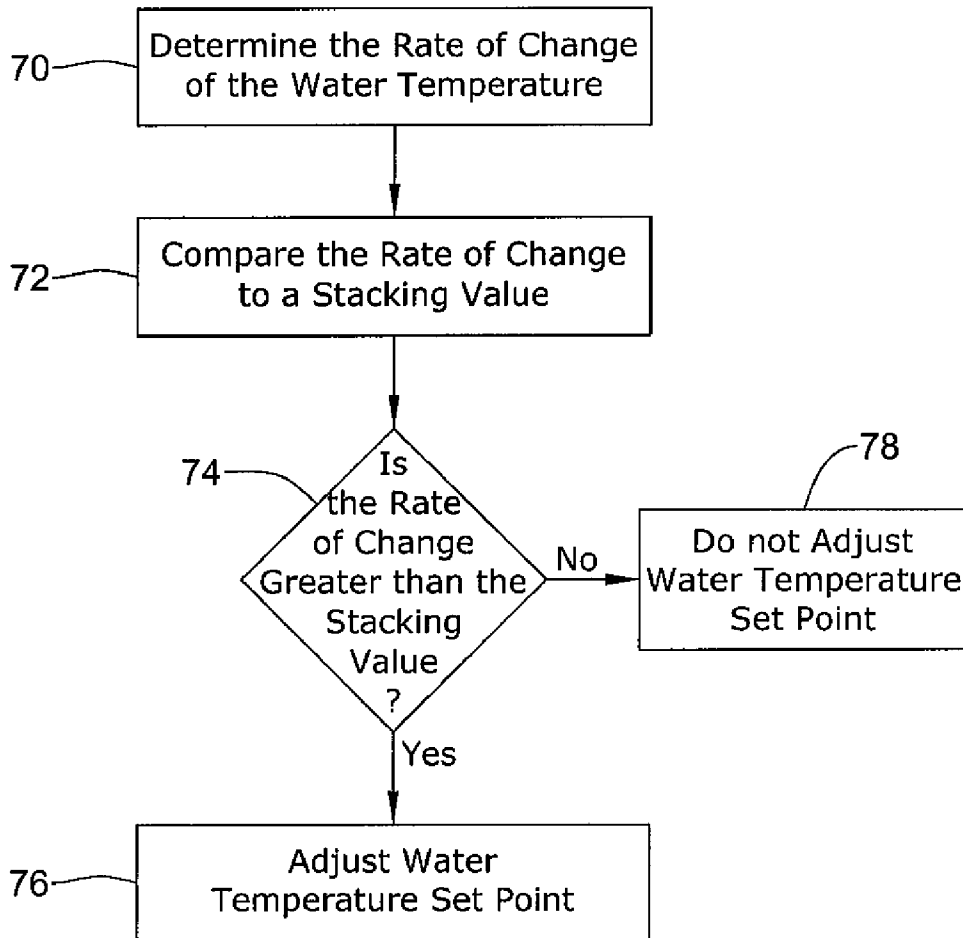 70
Determine the Rate of Change
of the Water Temperature
72
Compare the Rate of Change
to a Stacking Value
74
Is
the Rate
of Change
Greater than the
Stacking
Value
?
No
78
Do not Adjust
Water Temperature
Set Point
Yes
76
Adjust Water
Temperature Set Point